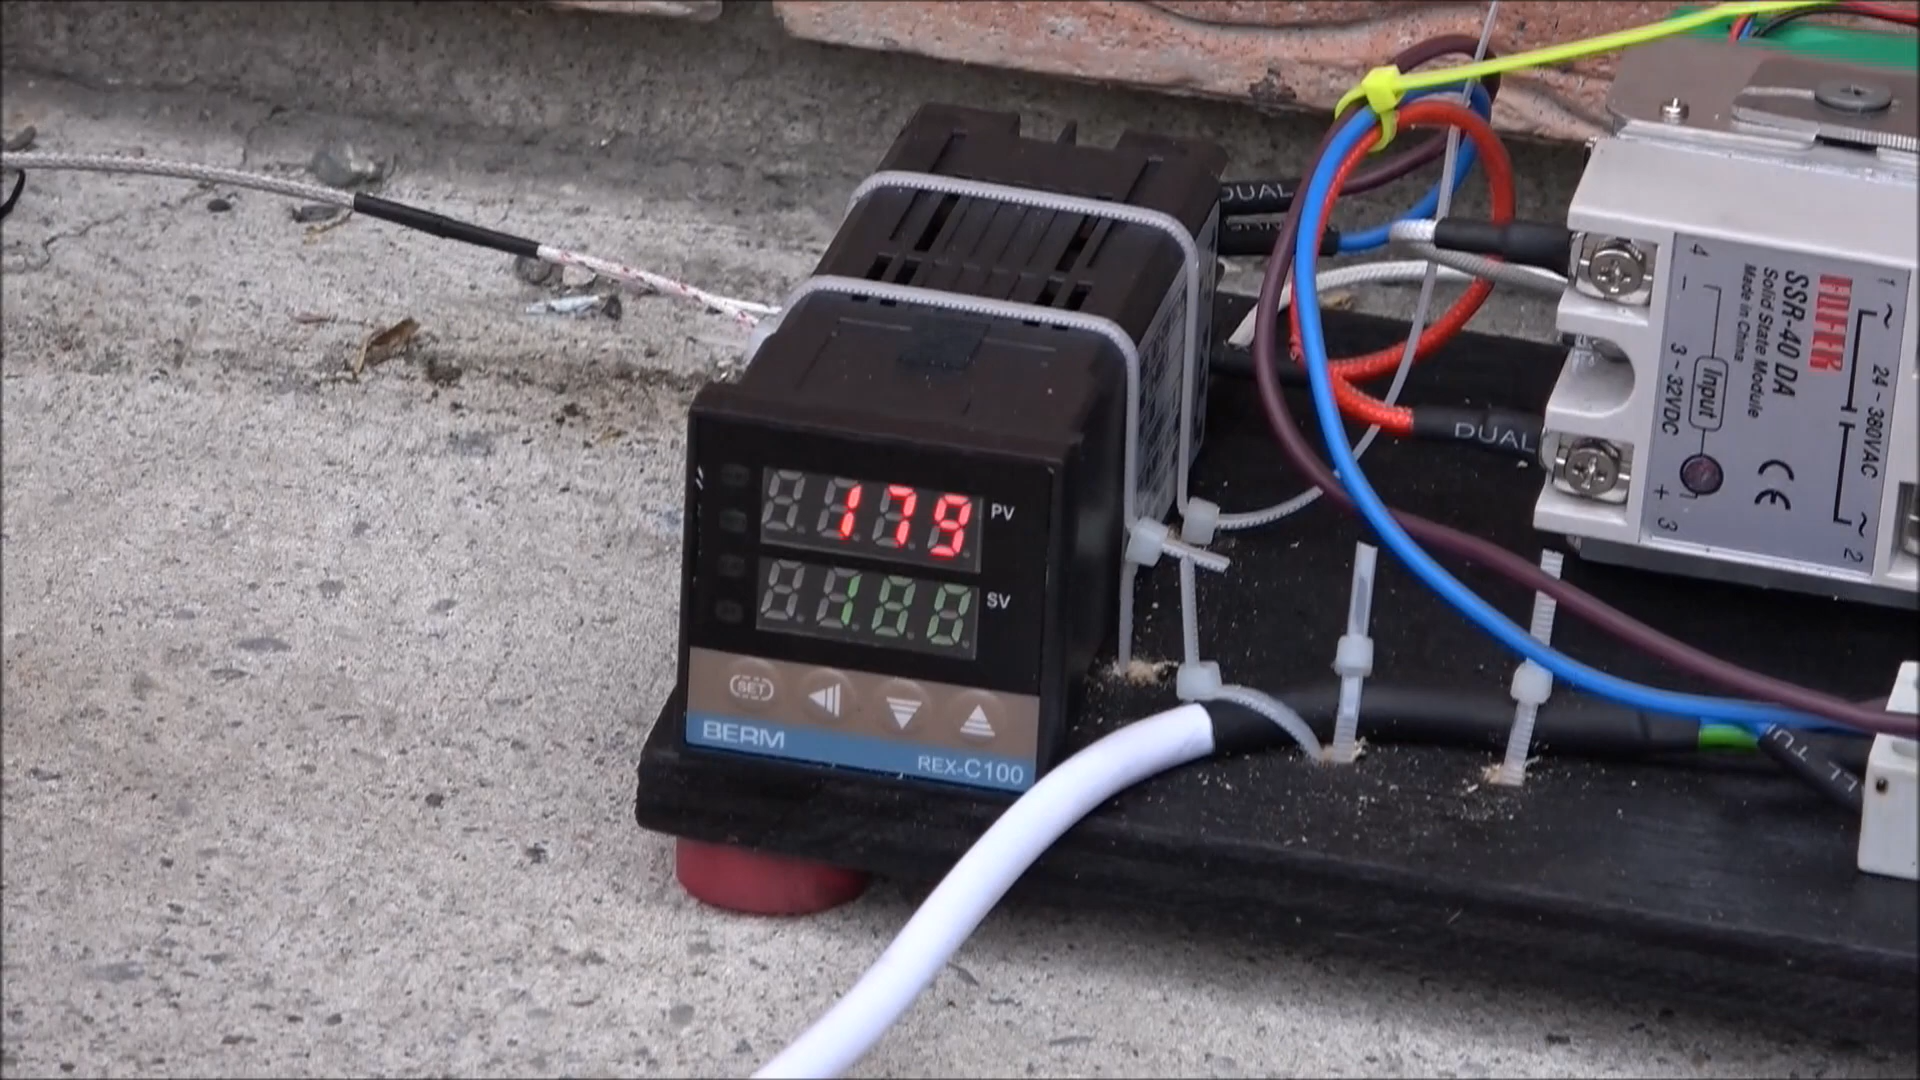 179
PV
180
SV
SET
BERM
REX-C100
DUAL
DUAL
SSR-40 DA
Solid State Module
Made in China
1 ~
24 - 380VAC
~ 2
4 -
Input
3 - 32VDC
+ 3
CE